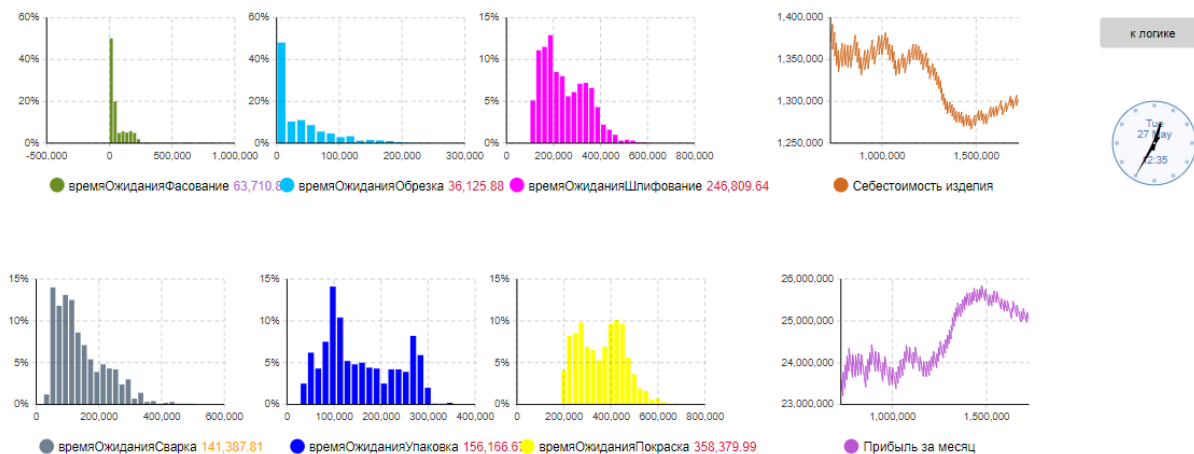 60%
40%
20%
0%
-500,000 0 500,000 1,000,000
времяОжиданияФасование 63,710.8
60%
40%
20%
0%
0 100,000 200,000 300,000
времяОжиданияОбрезка 36,125.88
15%
10%
5%
0%
0 200,000 400,000 600,000 800,000
времяОжиданияШлифование 246,809.64
1,400,000
1,350,000
1,300,000
1,250,000
1,000,000 1,500,000
Себестоимость изделия
к логике
Tue
27 May
12:35
15%
10%
5%
0%
0 200,000 400,000 600,000
времяОжиданияСварка 141,387.81
15%
10%
5%
0%
0 100,000 200,000 300,000 400,000
времяОжиданияУпаковка 156,166.6
15%
10%
5%
0%
0 200,000 400,000 600,000 800,000
времяОжиданияПокраска 358,379.99
26,000,000
25,000,000
24,000,000
23,000,000
1,000,000 1,500,000
Прибыль за месяц